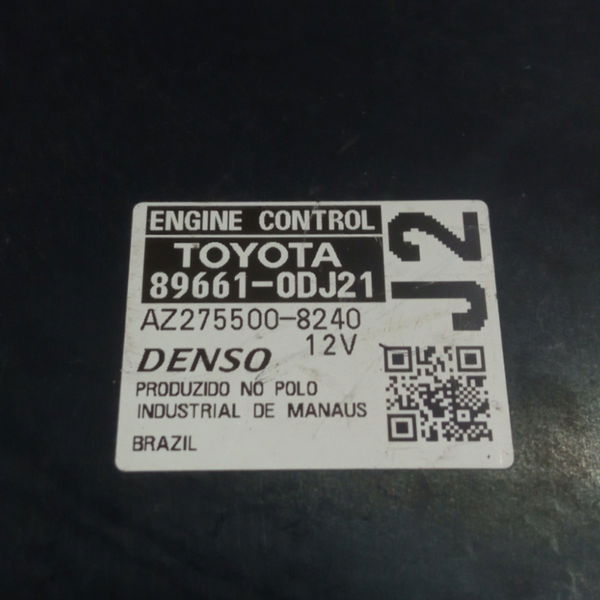 ENGINE CONTROL
TOYOTA
89661-0DJ21
J2
AZ275500-8240
12V
DENSO
PRODUZIDO NO POLO
INDUSTRIAL DE MANAUS
BRAZIL